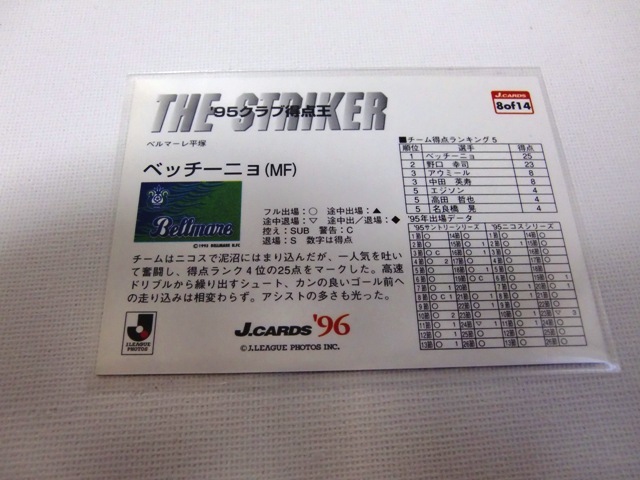 THE STRIKER
'95クラブ得点王
J.CARDS
8of14
ベルマーレ平塚
ベッチーニョ(MF)
Bellmare
©1995 BELLMARE H.FC
フル出場:○ 途中出場:▲
途中退場:▽ 途中出/退場:◆
控え:SUB 警告:C
退場:S 数字は得点
チームはニコスで泥沼にはまり込んだが、一人気を吐い
て奮闘し、得点ランク4位の25点をマークした。高速
ドリブルから繰り出すシュート、カンの良いゴール前へ
の走り込みは相変わらず。アシストの多さも光った。
■チーム得点ランキング5
順位 選手 得点
1 ベッチーニョ 25
2 野口 幸司 23
3 アウミール 8
3 中田 英寿 8
5 エジソン 4
5 高田 哲也 4
5 名良橋 晃 4
'95年出場データ
'95サントリーシリーズ '95ニコスシリーズ
J.LEAGUE
PHOTOS
J.CARDS '96
©J.LEAGUE PHOTOS INC.